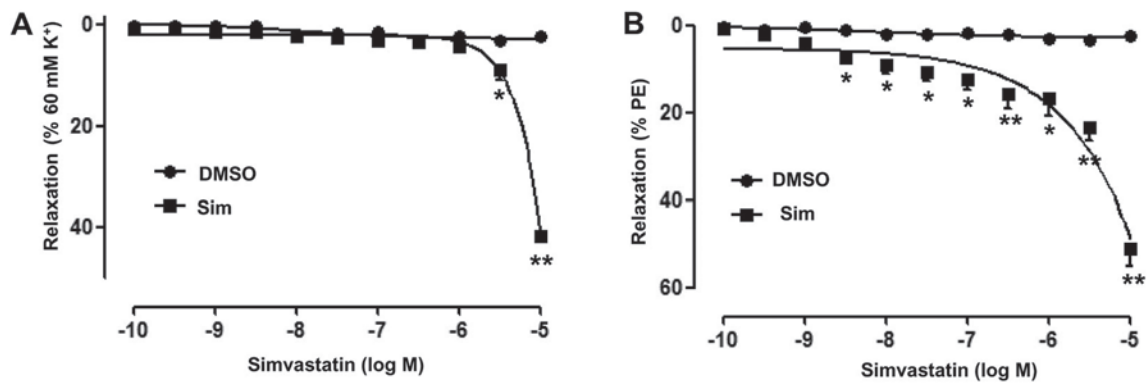 A
Relaxation (% 60 mM K⁺)
0
20
40
DMSO
Sim
*
**
-10 -9 -8 -7 -6 -5
Simvastatin (log M)
B
Relaxation (% PE)
0
20
40
60
DMSO
Sim
* * * * ** * **
**
-10 -9 -8 -7 -6 -5
Simvastatin (log M)